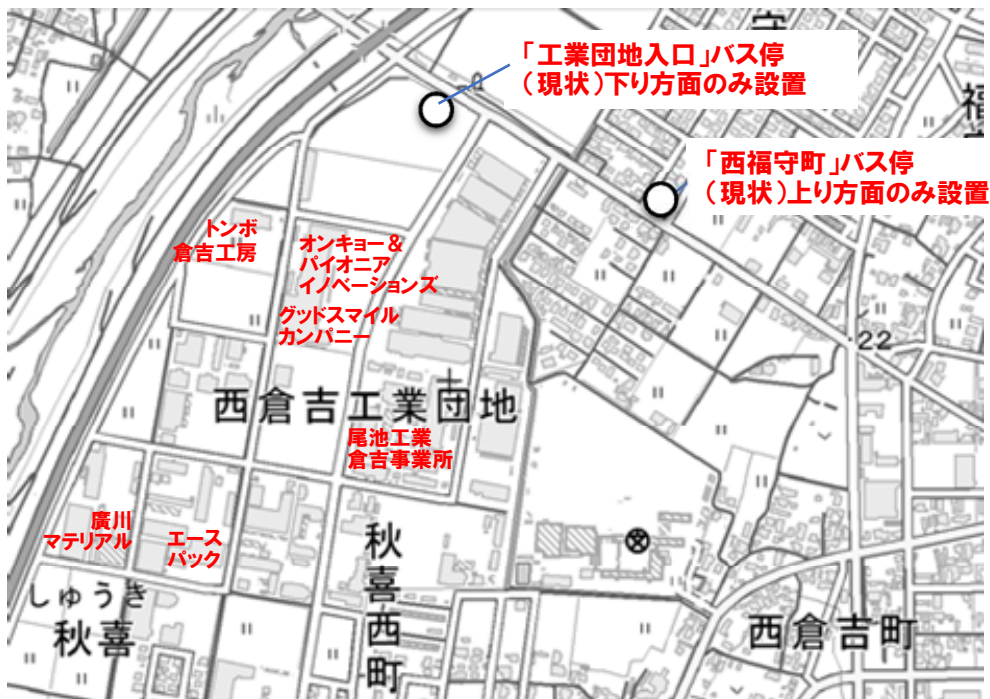 「工業団地入口」バス停
（現状）下り方面のみ設置
「西福守町」バス停
（現状）上り方面のみ設置
トンボ
倉吉工房
オンキョー＆
パイオニア
イノベーションズ
グッドスマイル
カンパニー
西倉吉工業団地
尾池工業
倉吉事業所
廣川
マテリアル
エース
パック
しゅうき
秋喜
秋喜西町
西倉吉町
22
守
福